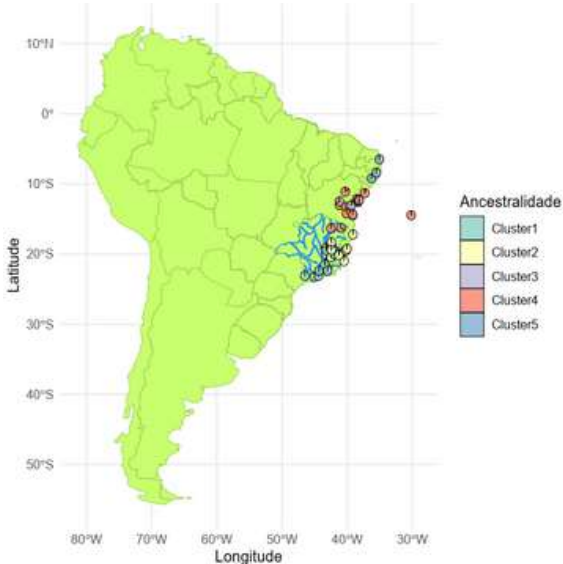 10°N
0°
10°S
20°S
30°S
40°S
50°S
Latitude
80°W 70°W 60°W 50°W 40°W 30°W
Longitude
Ancestralidade
Cluster1
Cluster2
Cluster3
Cluster4
Cluster5